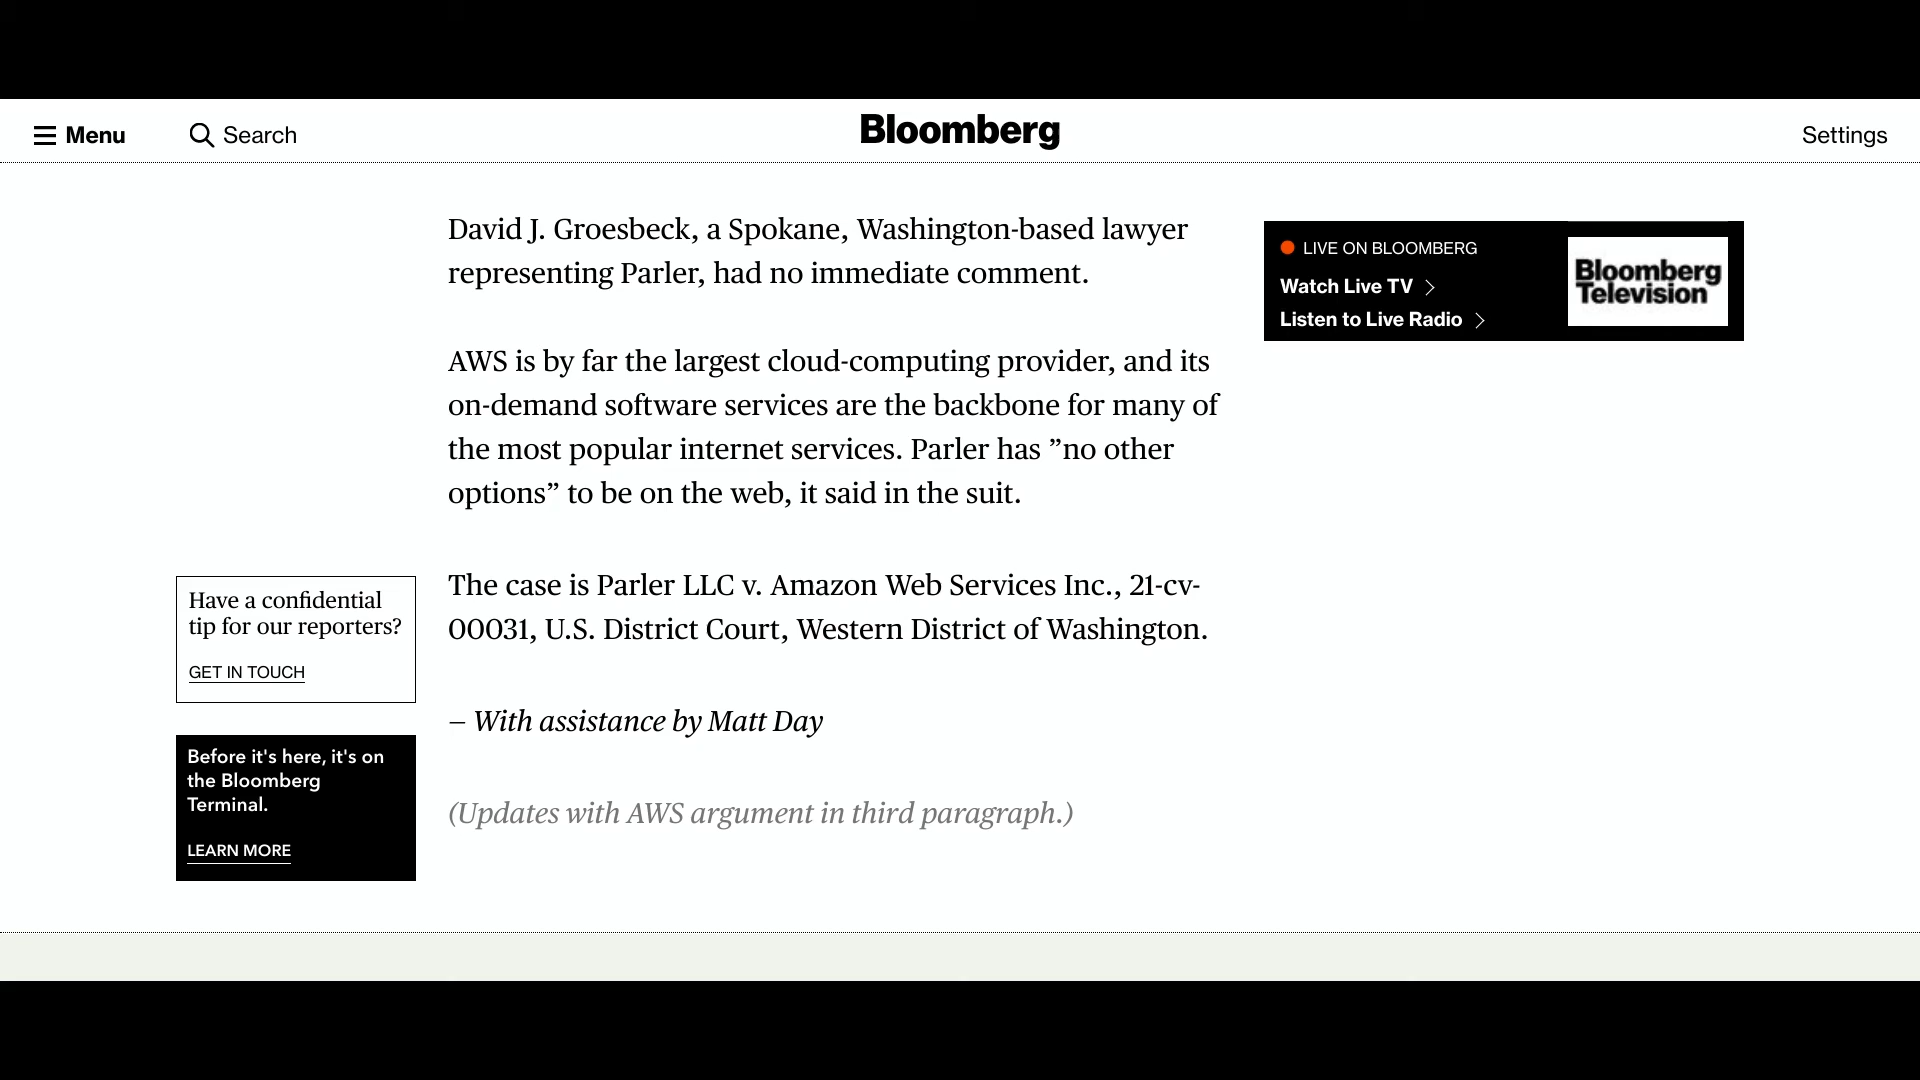 Menu
Search
Bloomberg
Settings
David J. Groesbeck, a Spokane, Washington-based lawyer
representing Parler, had no immediate comment.
AWS is by far the largest cloud-computing provider, and its
on-demand software services are the backbone for many of
the most popular internet services. Parler has ”no other
options” to be on the web, it said in the suit.
The case is Parler LLC v. Amazon Web Services Inc., 21-cv-
00031, U.S. District Court, Western District of Washington.
– With assistance by Matt Day
(Updates with AWS argument in third paragraph.)
Have a confidential
tip for our reporters?
GET IN TOUCH
Before it's here, it's on
the Bloomberg
Terminal.
LEARN MORE
LIVE ON BLOOMBERG
Watch Live TV
Listen to Live Radio
Bloomberg
Television